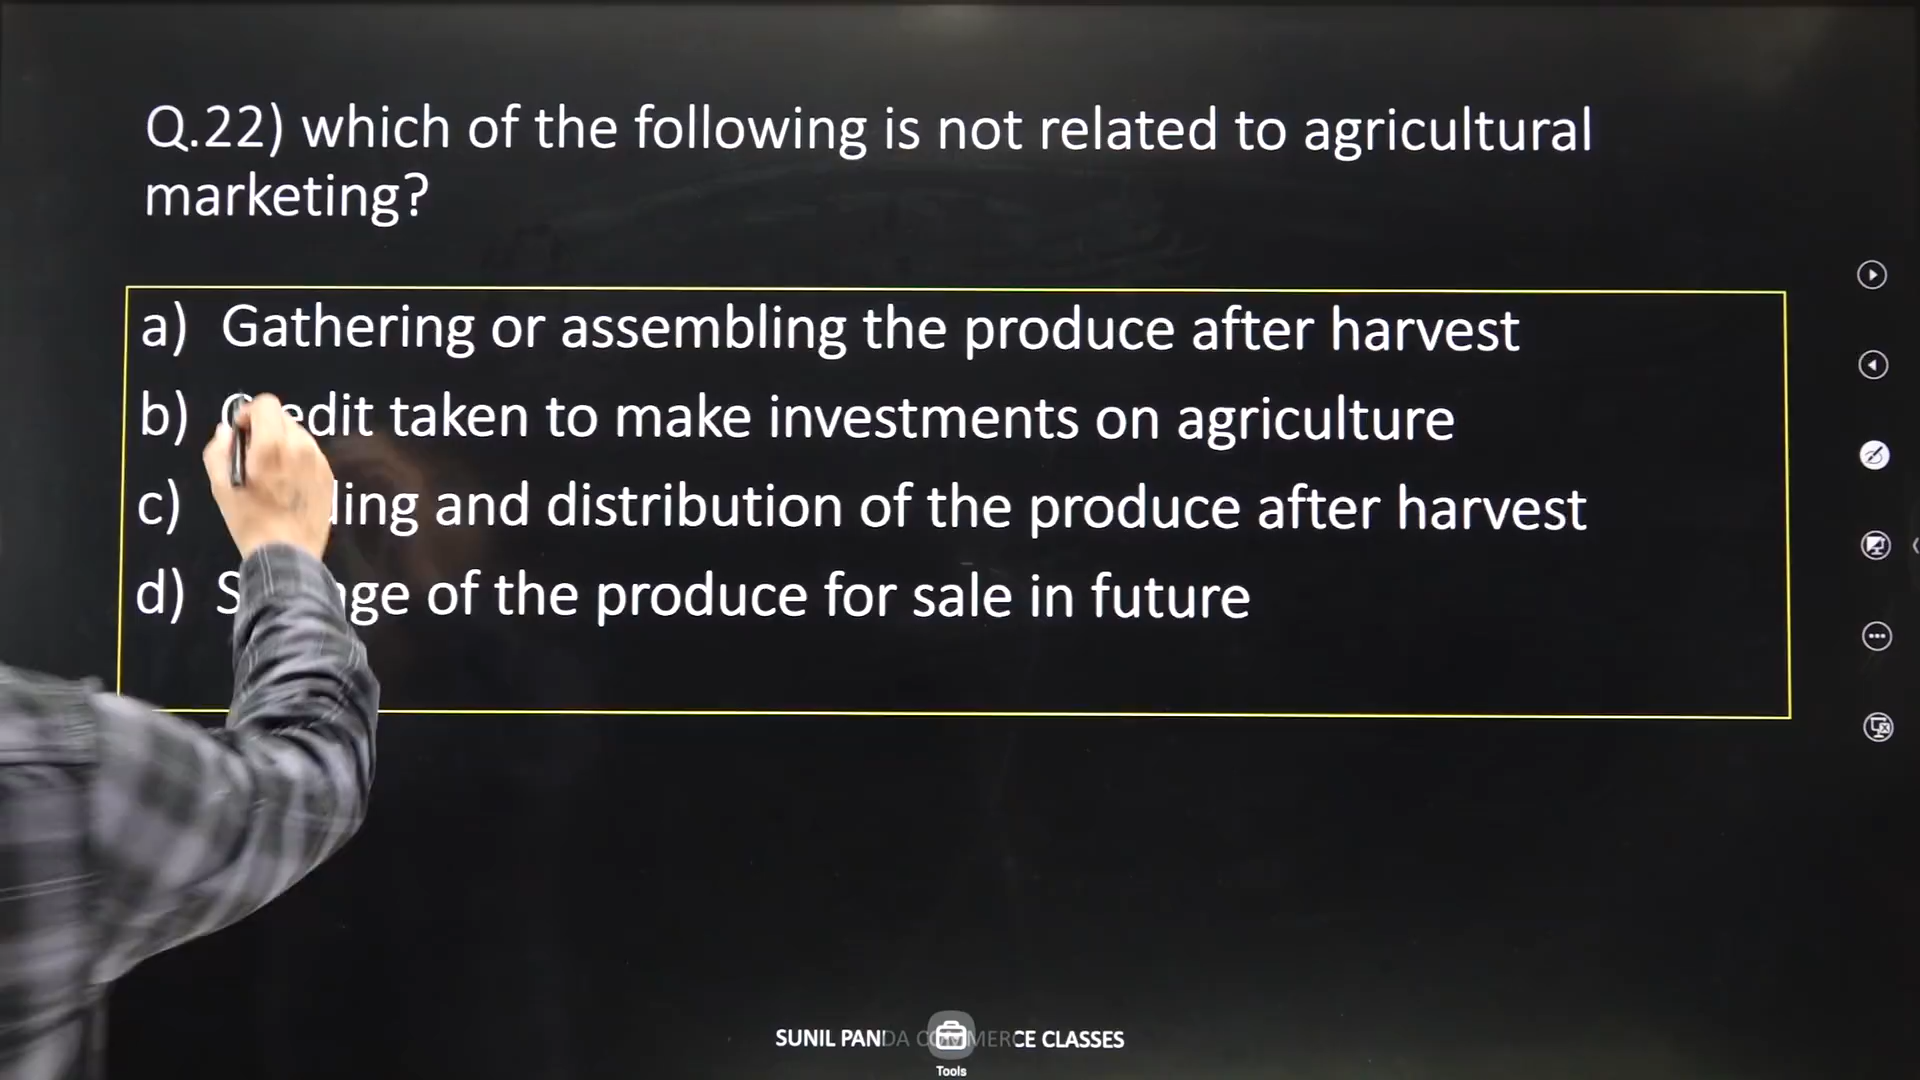 Q.22) which of the following is not related to agricultural
marketing?
a) Gathering or assembling the produce after harvest
b) Credit taken to make investments on agriculture
c) and distribution of the produce after harvest
d) of the produce for sale in future
SUNIL PANDA COMMERCE CLASSES
Tools